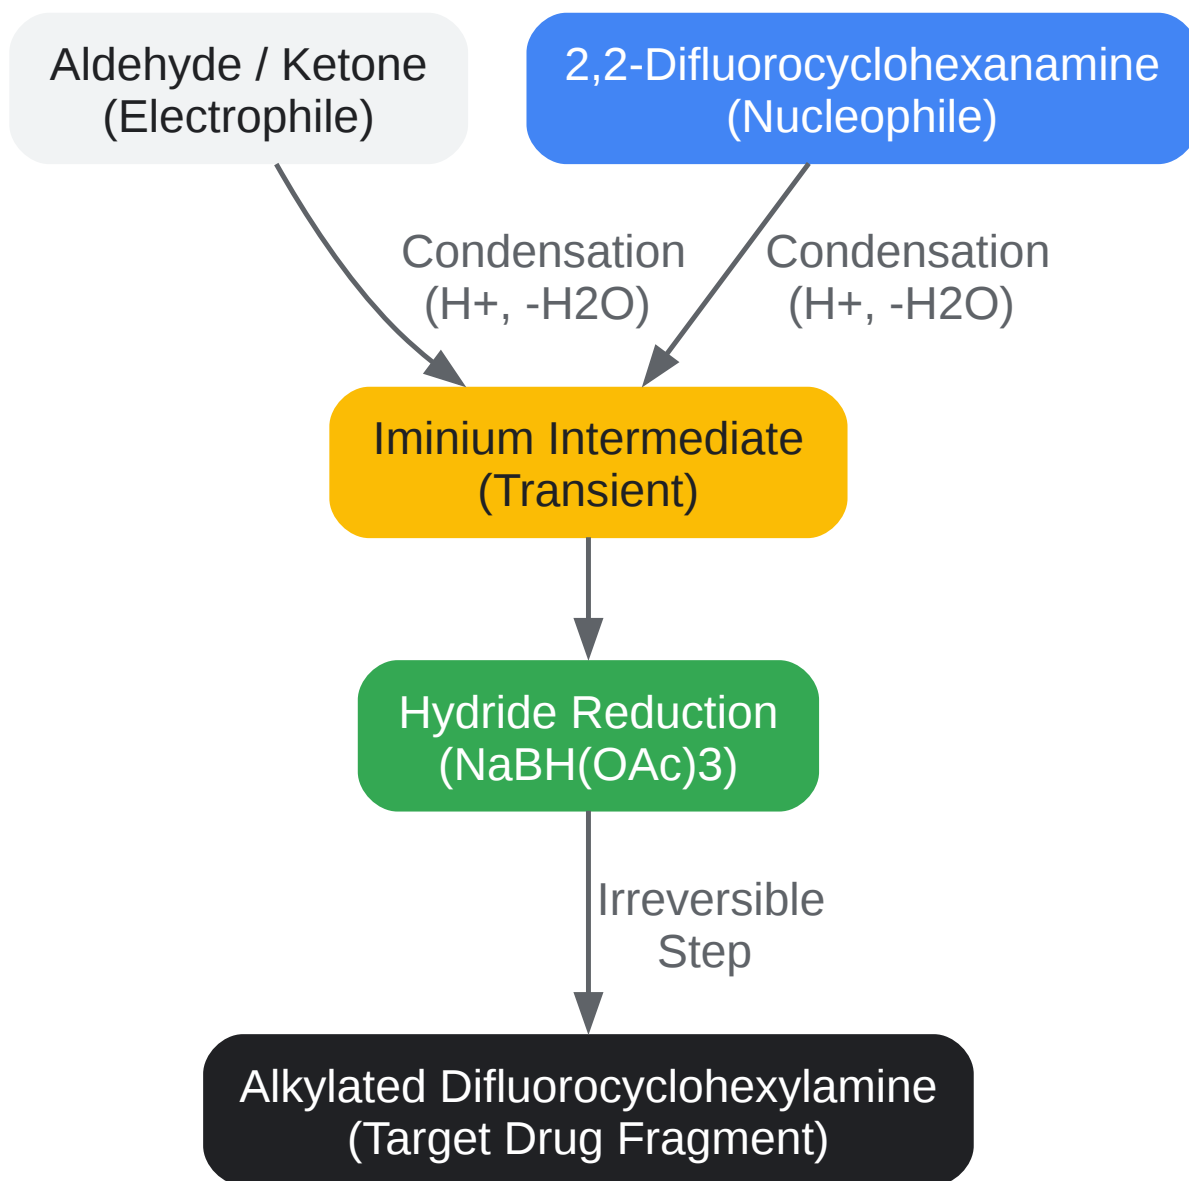 Aldehyde / Ketone
(Electrophile)
2,2-Difluorocyclohexanamine
(Nucleophile)
Condensation
(H+, -H2O)
Condensation
(H+, -H2O)
Iminium Intermediate
(Transient)
Hydride Reduction
(NaBH(OAc)3)
Irreversible
Step
Alkylated Difluorocyclohexylamine
(Target Drug Fragment)